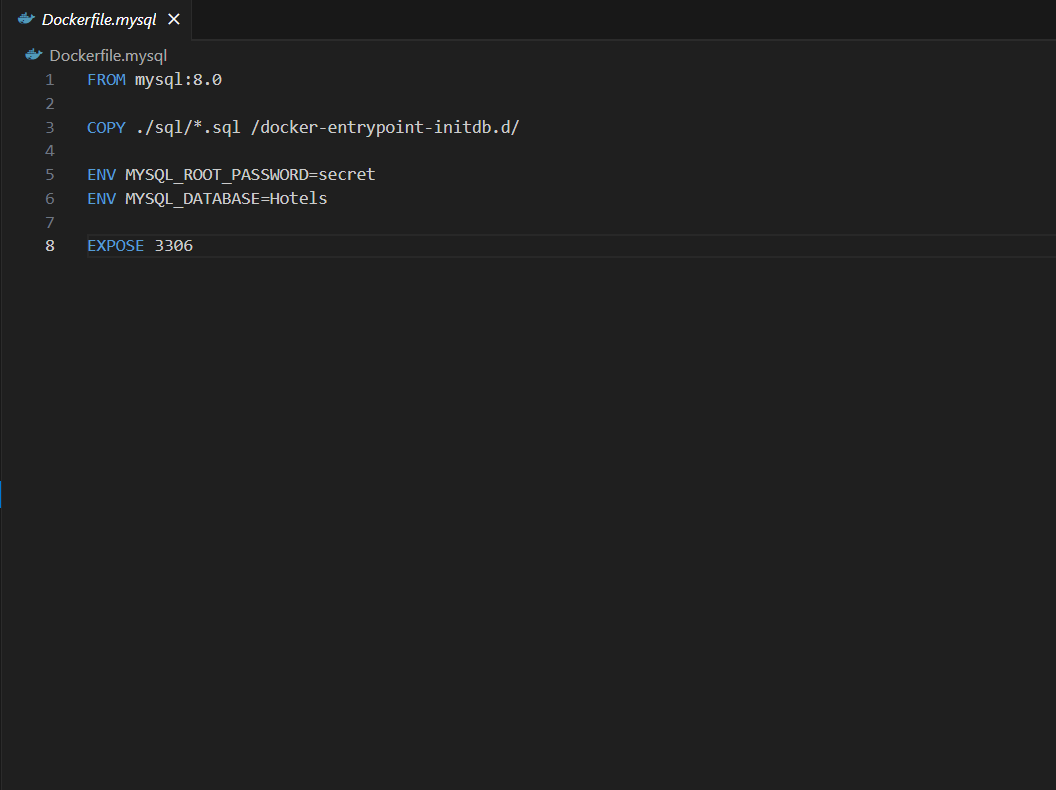 Dockerfile.mysql
Dockerfile.mysql
1 FROM mysql:8.0
2
3 COPY ./sql/*.sql /docker-entrypoint-initdb.d/
4
5 ENV MYSQL_ROOT_PASSWORD=secret
6 ENV MYSQL_DATABASE=Hotels
7
8 EXPOSE 3306